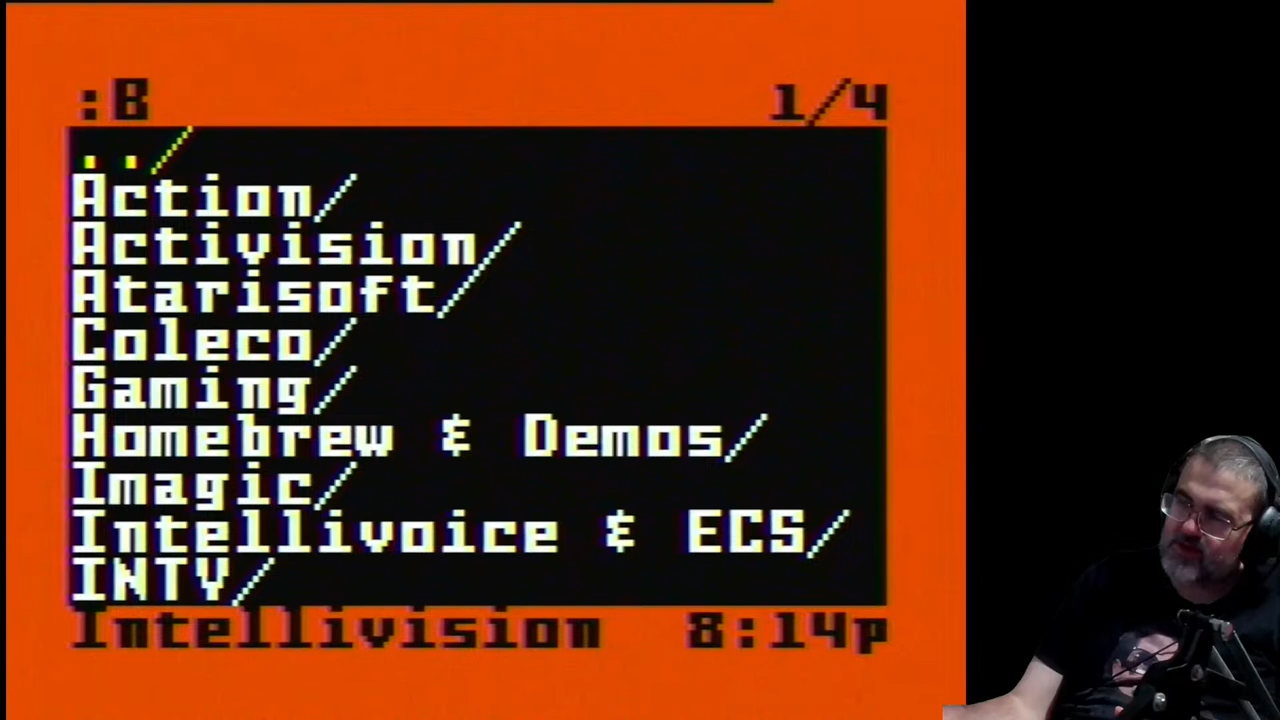 :B 1/4
../
Action/
Activision/
Atarisoft/
Coleco/
Gaming/
Homebrew & Demos/
Imagic/
Intellivoice & ECS/
INTV/
Intellivision 8:14p